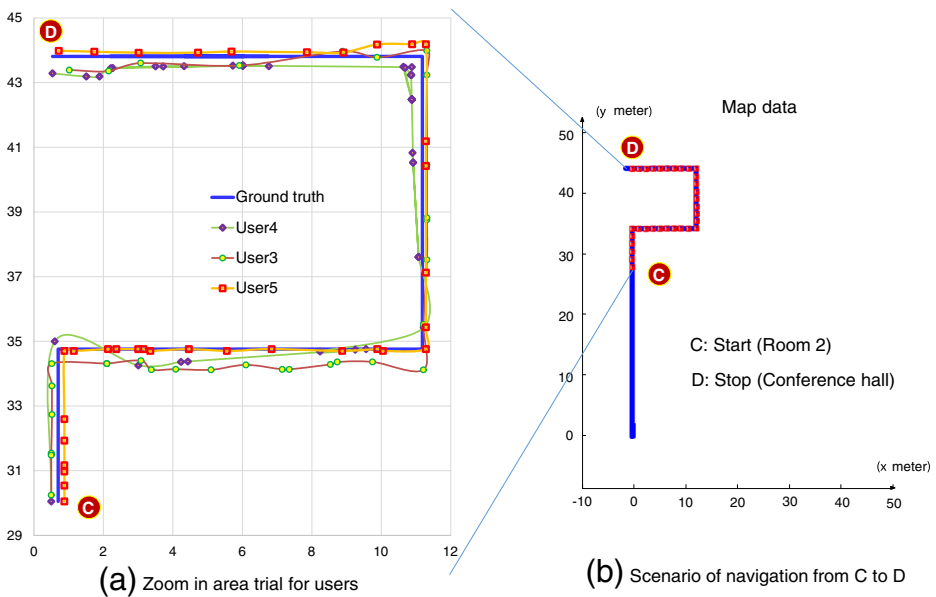 45
43
41
39
37
35
33
31
29
0
2
4
6
8
10
12
D
Ground truth
User4
User3
User5
C
(a) Zoom in area trial for users
(y meter)
Map data
50
40
30
20
10
0
D
C
C: Start (Room 2)
D: Stop (Conference hall)
(x meter)
-10
0
10
20
30
40
50
(b) Scenario of navigation from C to D